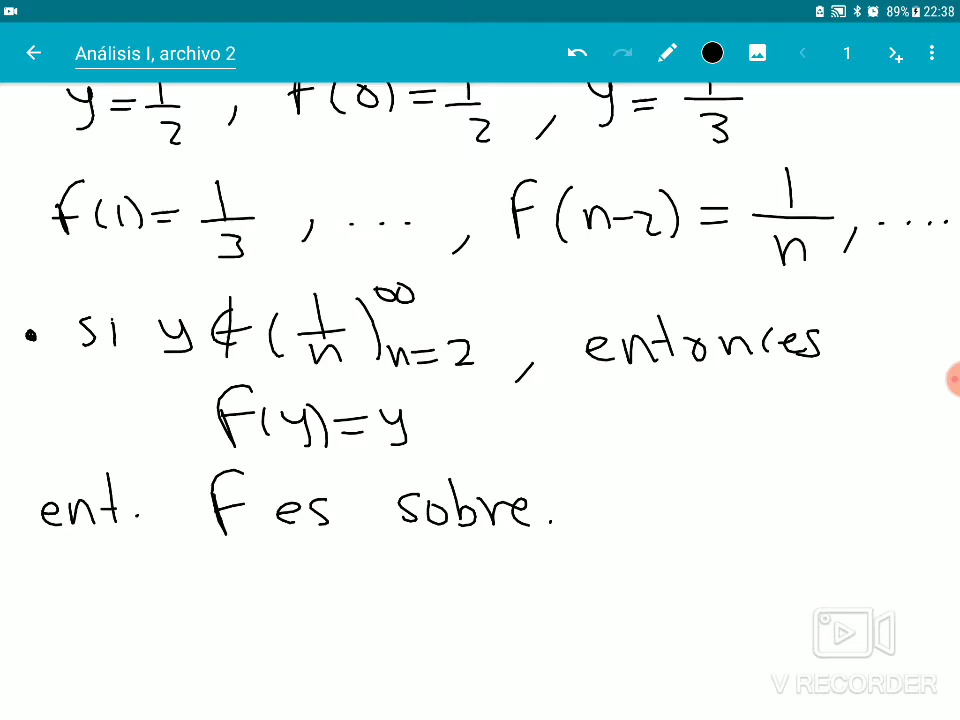 89% 22:38
Análisis I, archivo 2
1
y = 1/2 , f(0) = 1/2 , y = 1/3
f(1) = 1/3 , ... , f(n-2) = 1/n , ....
• si y ∉ (1/n)_{n=2}^∞ , entonces
f(y) = y
ent. f es sobre.
V RECORDER